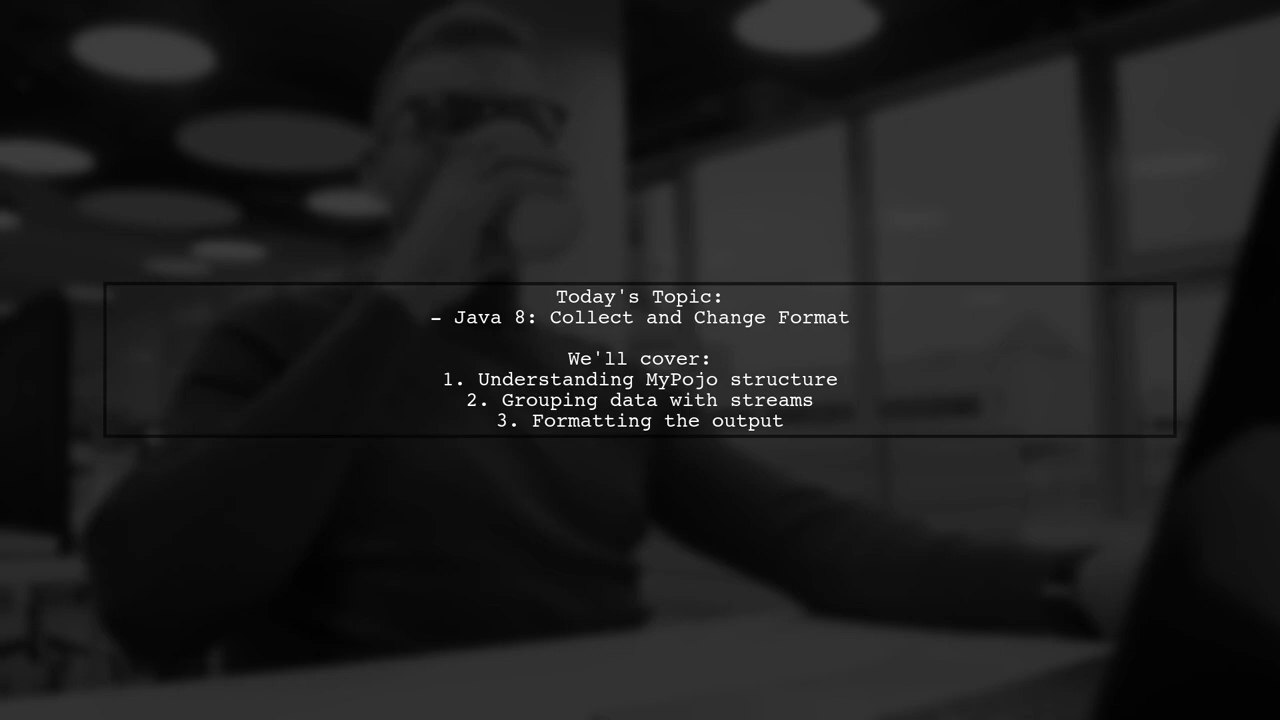 Today's Topic:
- Java 8: Collect and Change Format
We'll cover:
1. Understanding MyPojo structure
2. Grouping data with streams
3. Formatting the output